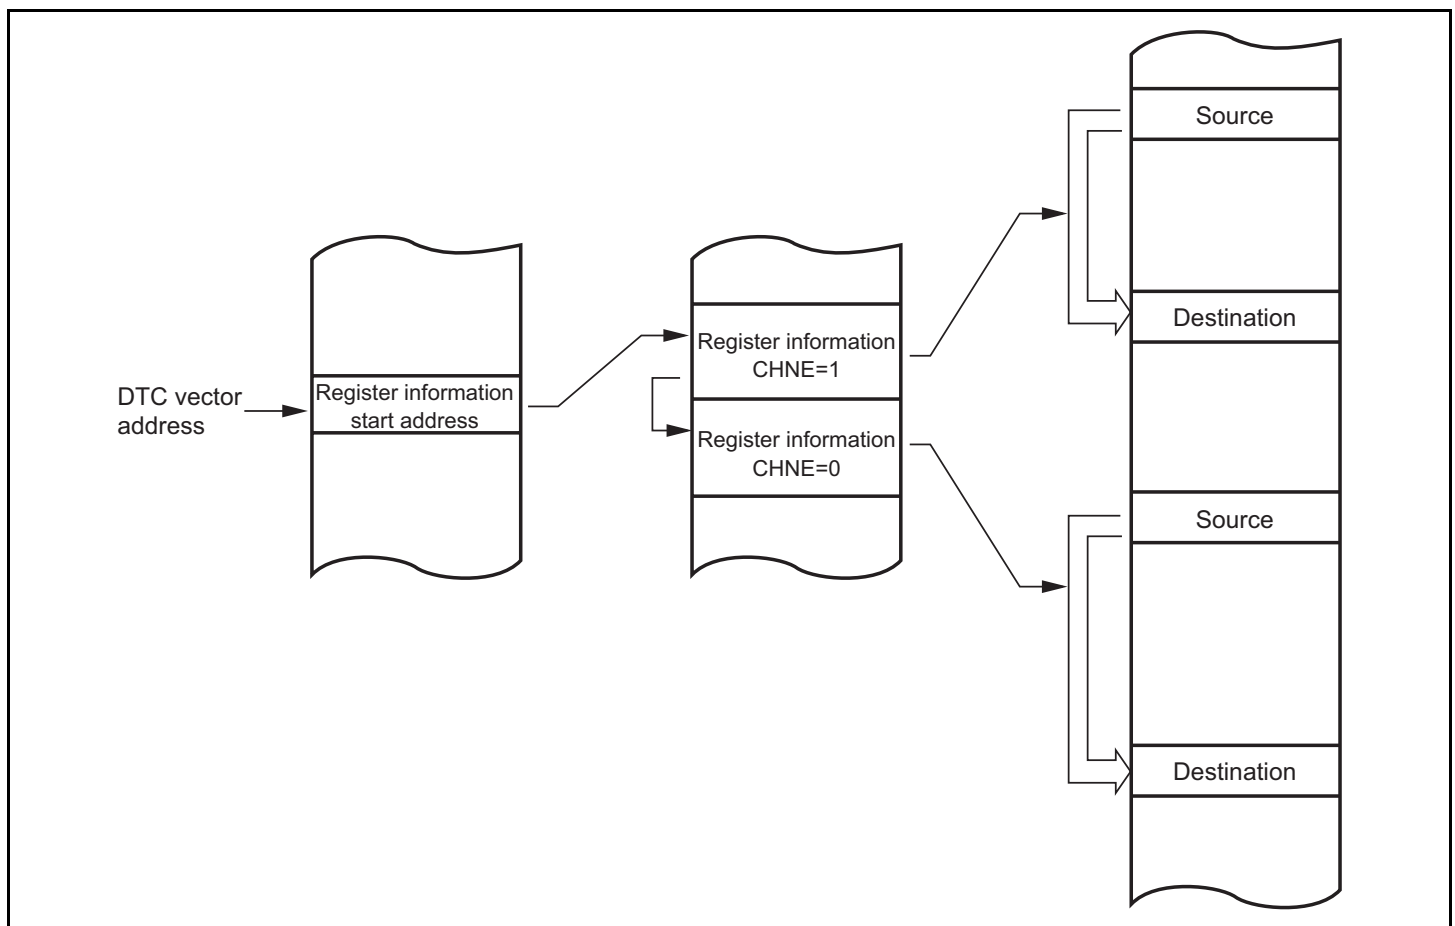 DTC vector
address
Register information
start address
Register information
CHNE=1
Register information
CHNE=0
Source
Destination
Source
Destination